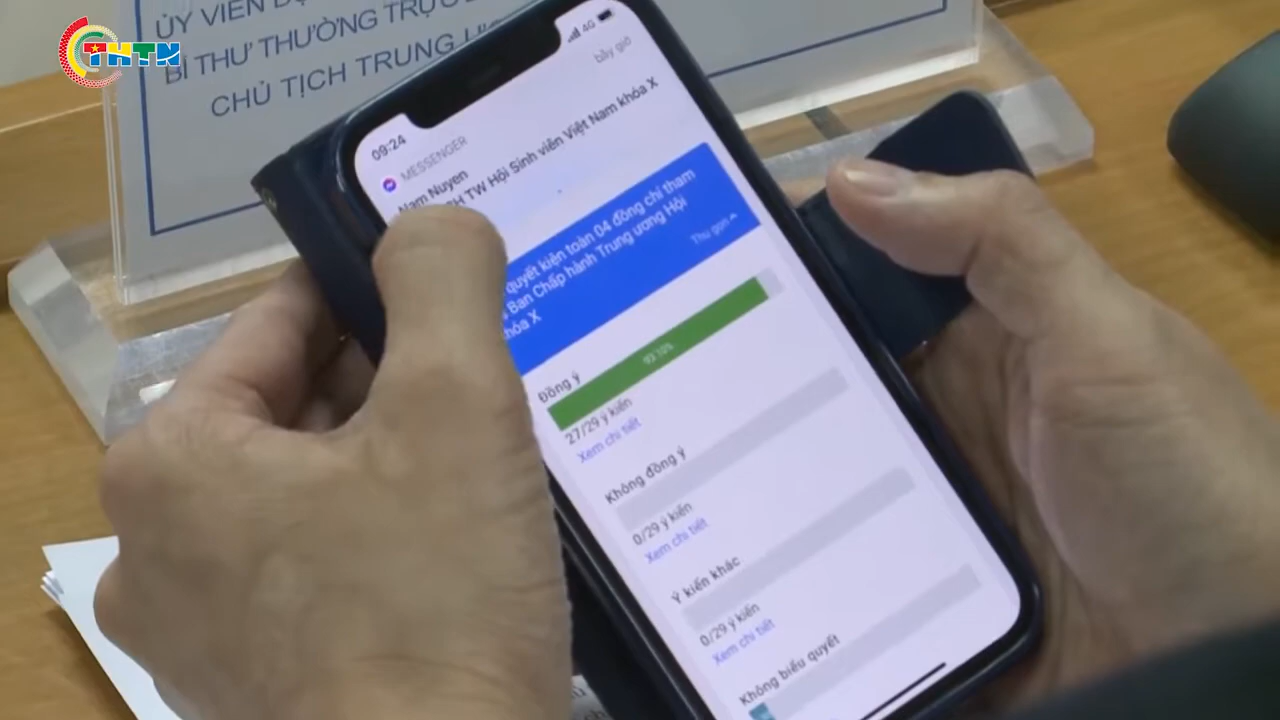 THTN
ỦY VIÊN
BÍ THƯ THƯỜNG TRỰC
CHỦ TỊCH TRUNG
4G
09:24
bây giờ
MESSENGER
Nam Nuyen
TW Hội Sinh viên Việt Nam khóa X
quyết kiện toàn 04 đồng chí tham
Ban Chấp hành Trung ương Hội
khóa X
Thu gọn
93.10%
Đồng ý
27/29 ý kiến
Xem chi tiết
Không đồng ý
0/29 ý kiến
Xem chi tiết
Ý kiến khác
0/29 ý kiến
Xem chi tiết
Không biểu quyết